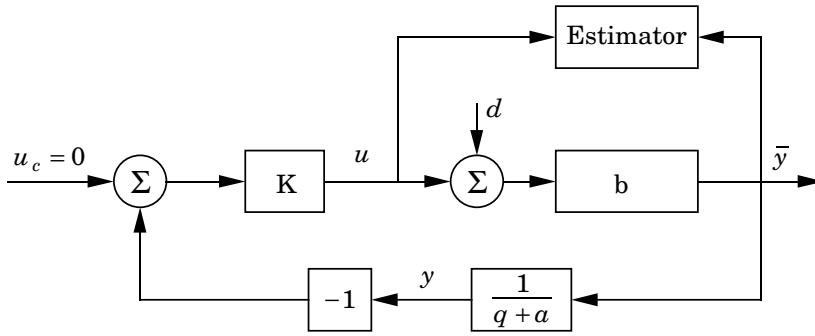 Estimator
d
u_c = 0
Σ
K
u
Σ
b
ȳ
−1
y
1
q + a